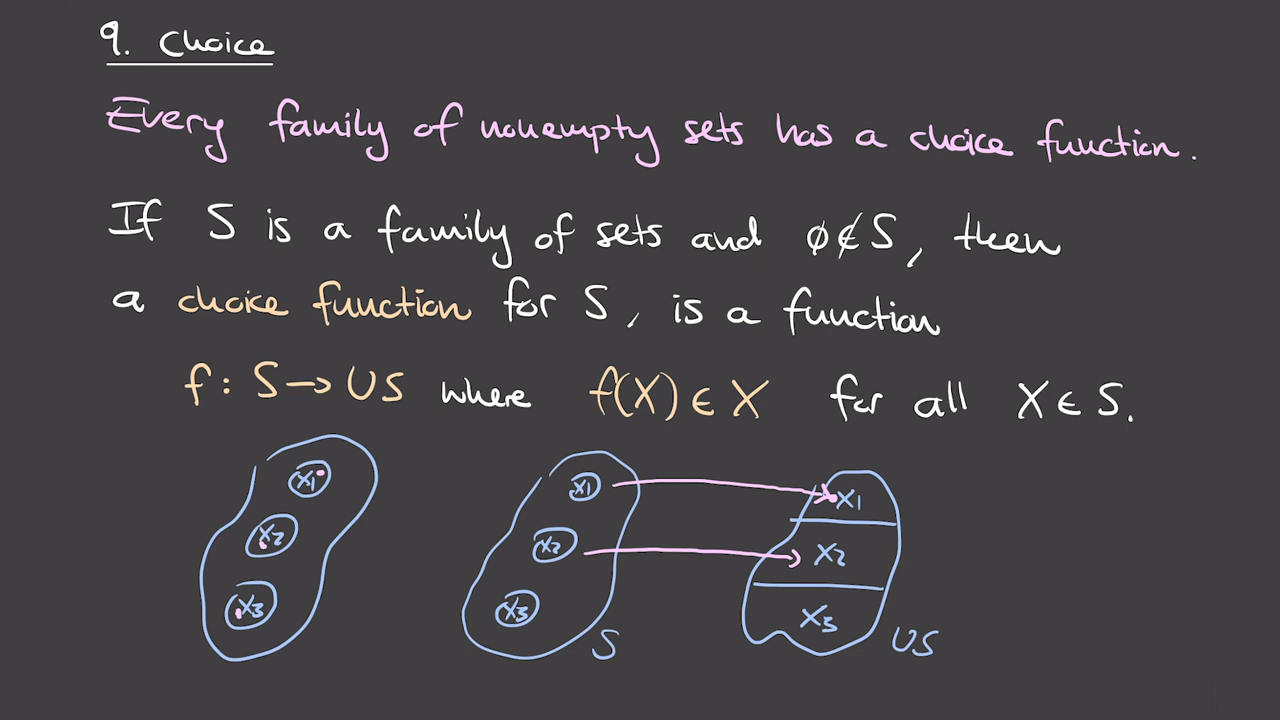 9. Choice
Every family of nonempty sets has a choice function.
If S is a family of sets and ∅∉S, then
a choice function for S, is a function
f: S→∪S where f(X)∈X for all X∈S.
X1
X2
X3
X1
X2
X3
S
X1
X2
X3
∪S